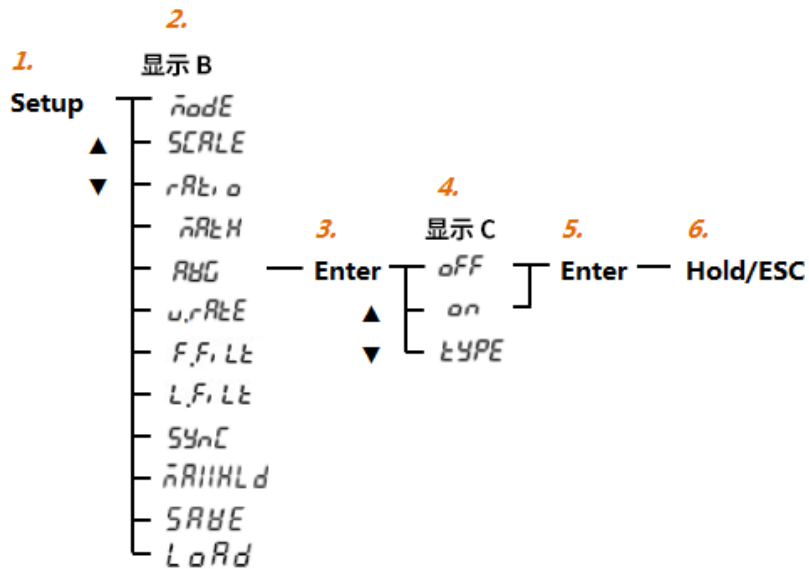 1.
Setup
▲
▼
2.
显示 B
modE
SCALE
rAtio
mAtH
AVG
u.rAtE
F.FiLt
L.FiLt
SYnC
mAXHLd
SAVE
LoAd
3.
Enter
▲
▼
4.
显示 C
oFF
on
tYPE
5.
Enter
6.
Hold/ESC